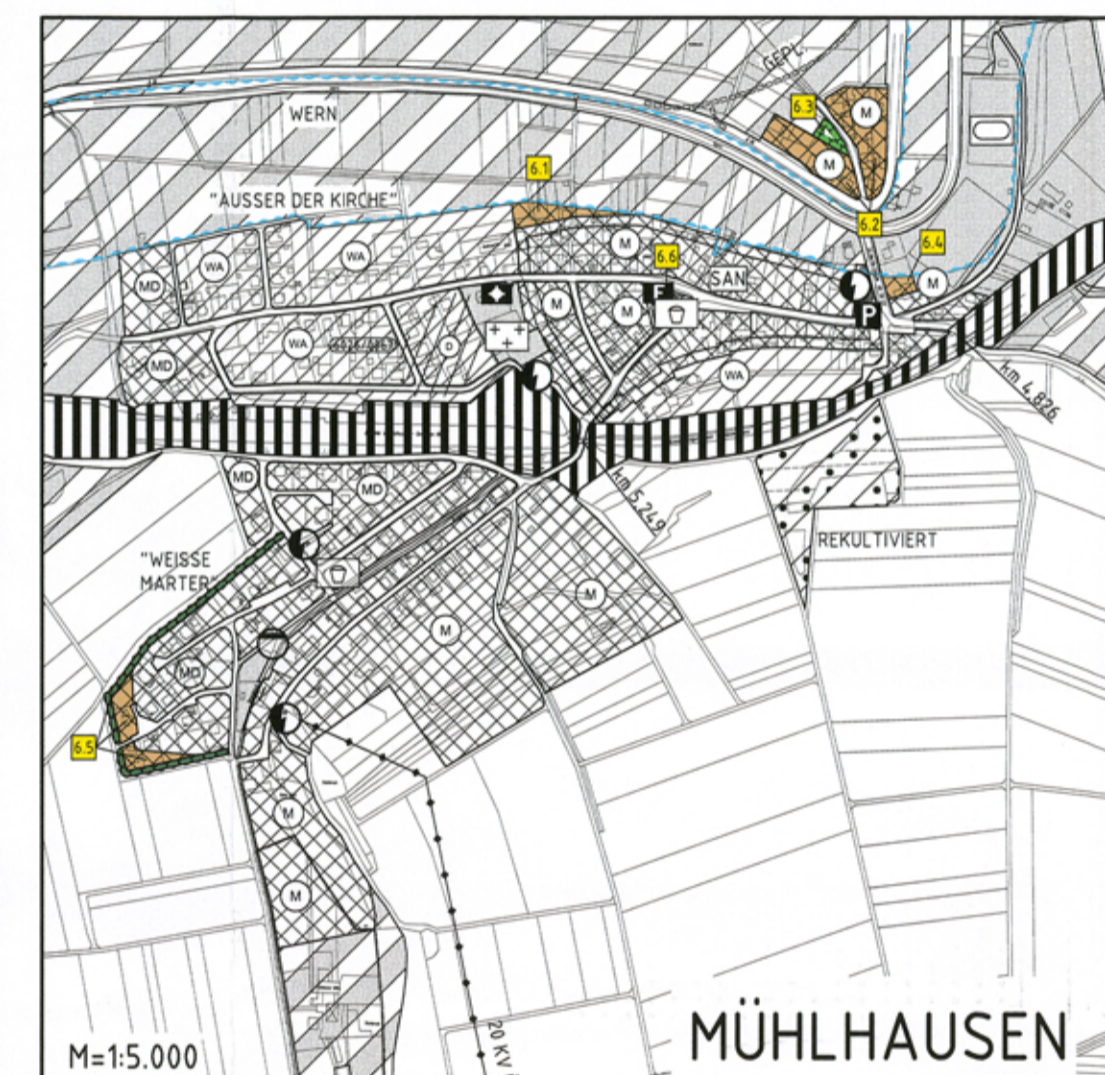 GEPL.
6.3
M
WERN
M
6.1
"AUSSER DER KIRCHE"
6.2
6.4
M
6.6
WA
WA
SAN
MD
M
M
M
P
F
WA
D
MD
WA
km 4,826
MD
MD
km 5,249
REKULTIVIERT
"WEISSE
MARTER"
M
M
MD
6.5
M
M
20 KV
MÜHLHAUSEN
M=1:5.000